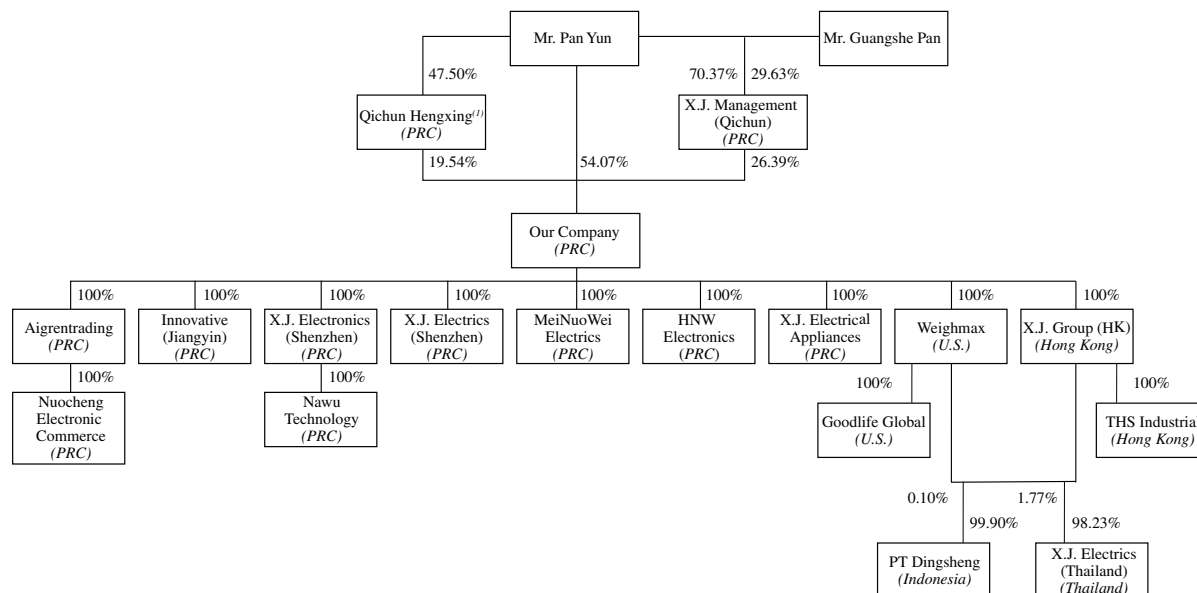 Mr. Pan Yun
Mr. Guangshe Pan
47.50%
70.37%
29.63%
Qichun Hengxing(1)
(PRC)
X.J. Management
(Qichun)
(PRC)
19.54%
54.07%
26.39%
Our Company
(PRC)
100%
100%
100%
100%
100%
100%
100%
100%
100%
Aigrentrading
(PRC)
Innovative
(Jiangyin)
(PRC)
X.J. Electronics
(Shenzhen)
(PRC)
X.J. Electrics
(Shenzhen)
(PRC)
MeiNuoWei
Electrics
(PRC)
HNW
Electronics
(PRC)
X.J. Electrical
Appliances
(PRC)
Weighmax
(U.S.)
X.J. Group (HK)
(Hong Kong)
100%
100%
100%
100%
Nuocheng
Electronic
Commerce
(PRC)
Nawu
Technology
(PRC)
Goodlife Global
(U.S.)
THS Industrial
(Hong Kong)
0.10%
1.77%
99.90%
98.23%
PT Dingsheng
(Indonesia)
X.J. Electrics
(Thailand)
(Thailand)